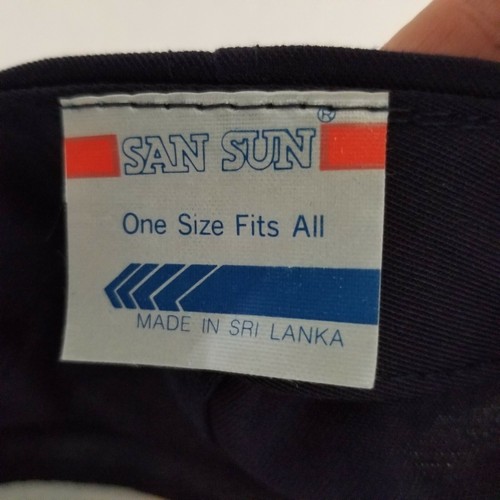 SAN SUN®
One Size Fits All
MADE IN SRI LANKA